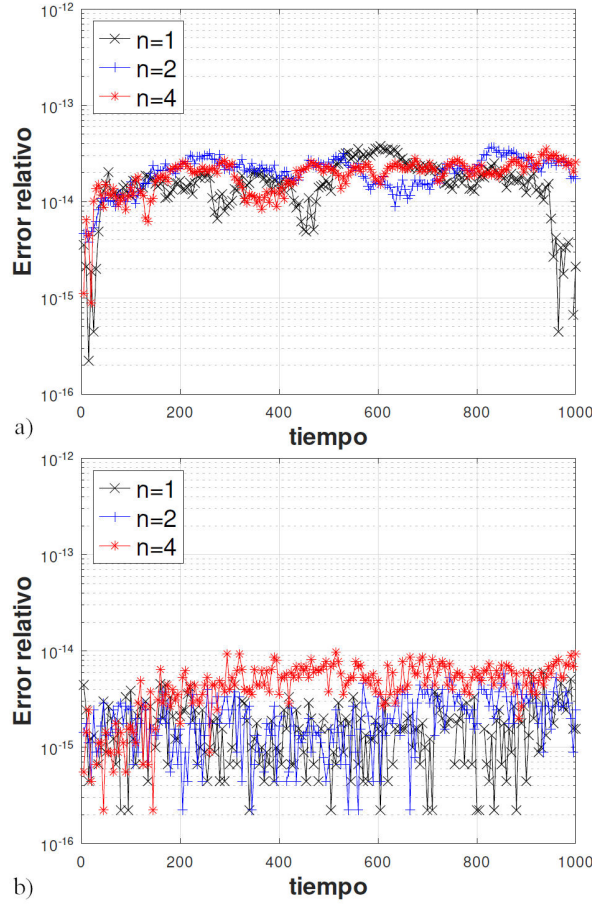 10-12
n=1
n=2
n=4
10-13
10-14
10-15
10-16
Error relativo
0 200 400 600 800 1000
tiempo
a)
10-12
n=1
n=2
n=4
10-13
10-14
10-15
10-16
Error relativo
0 200 400 600 800 1000
tiempo
b)